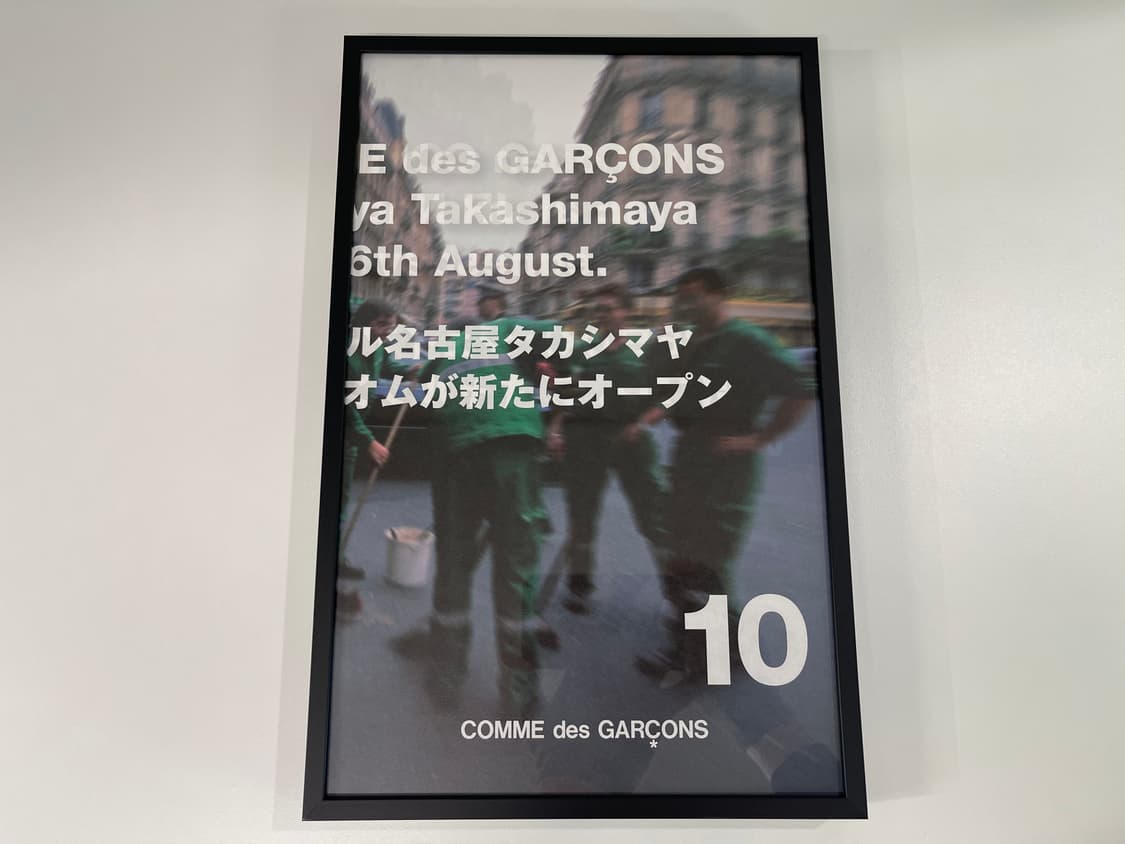 E des GARÇONS
ya Takashimaya
6th August.
ル名古屋タカシマヤ
オムが新たにオープン
10
COMME des GARÇONS
*